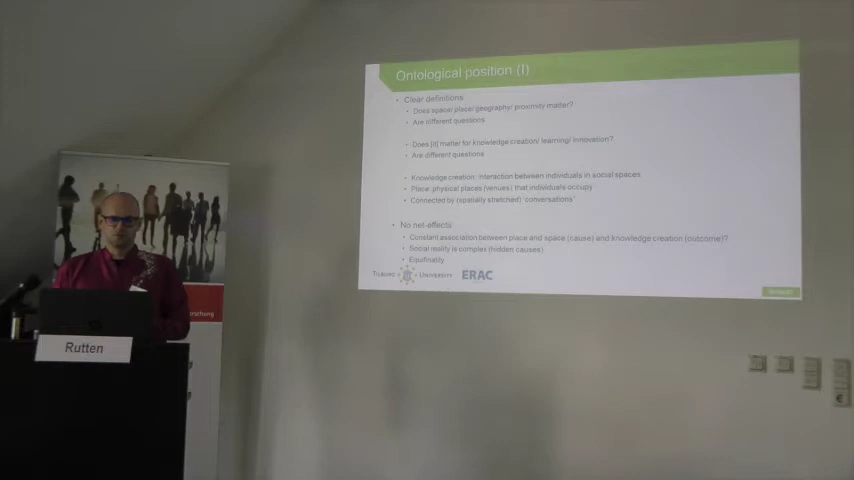 Ontological position (I)
• Clear definitions
• Does space/ place/ geography/ proximity matter?
• Are different questions
• Does [it] matter for knowledge creation/ learning/ innovation?
• Are different questions
• Knowledge creation: interaction between individuals in social spaces
• Place: physical places (venues) that individuals occupy
• Connected by (spatially stretched) 'conversations'
• No net-effects
• Constant association between place and space (cause) and knowledge creation (outcome)?
• Social reality is complex (hidden causes)
• Equifinality
TILBURG UNIVERSITY ERAC
orschung
Rutten